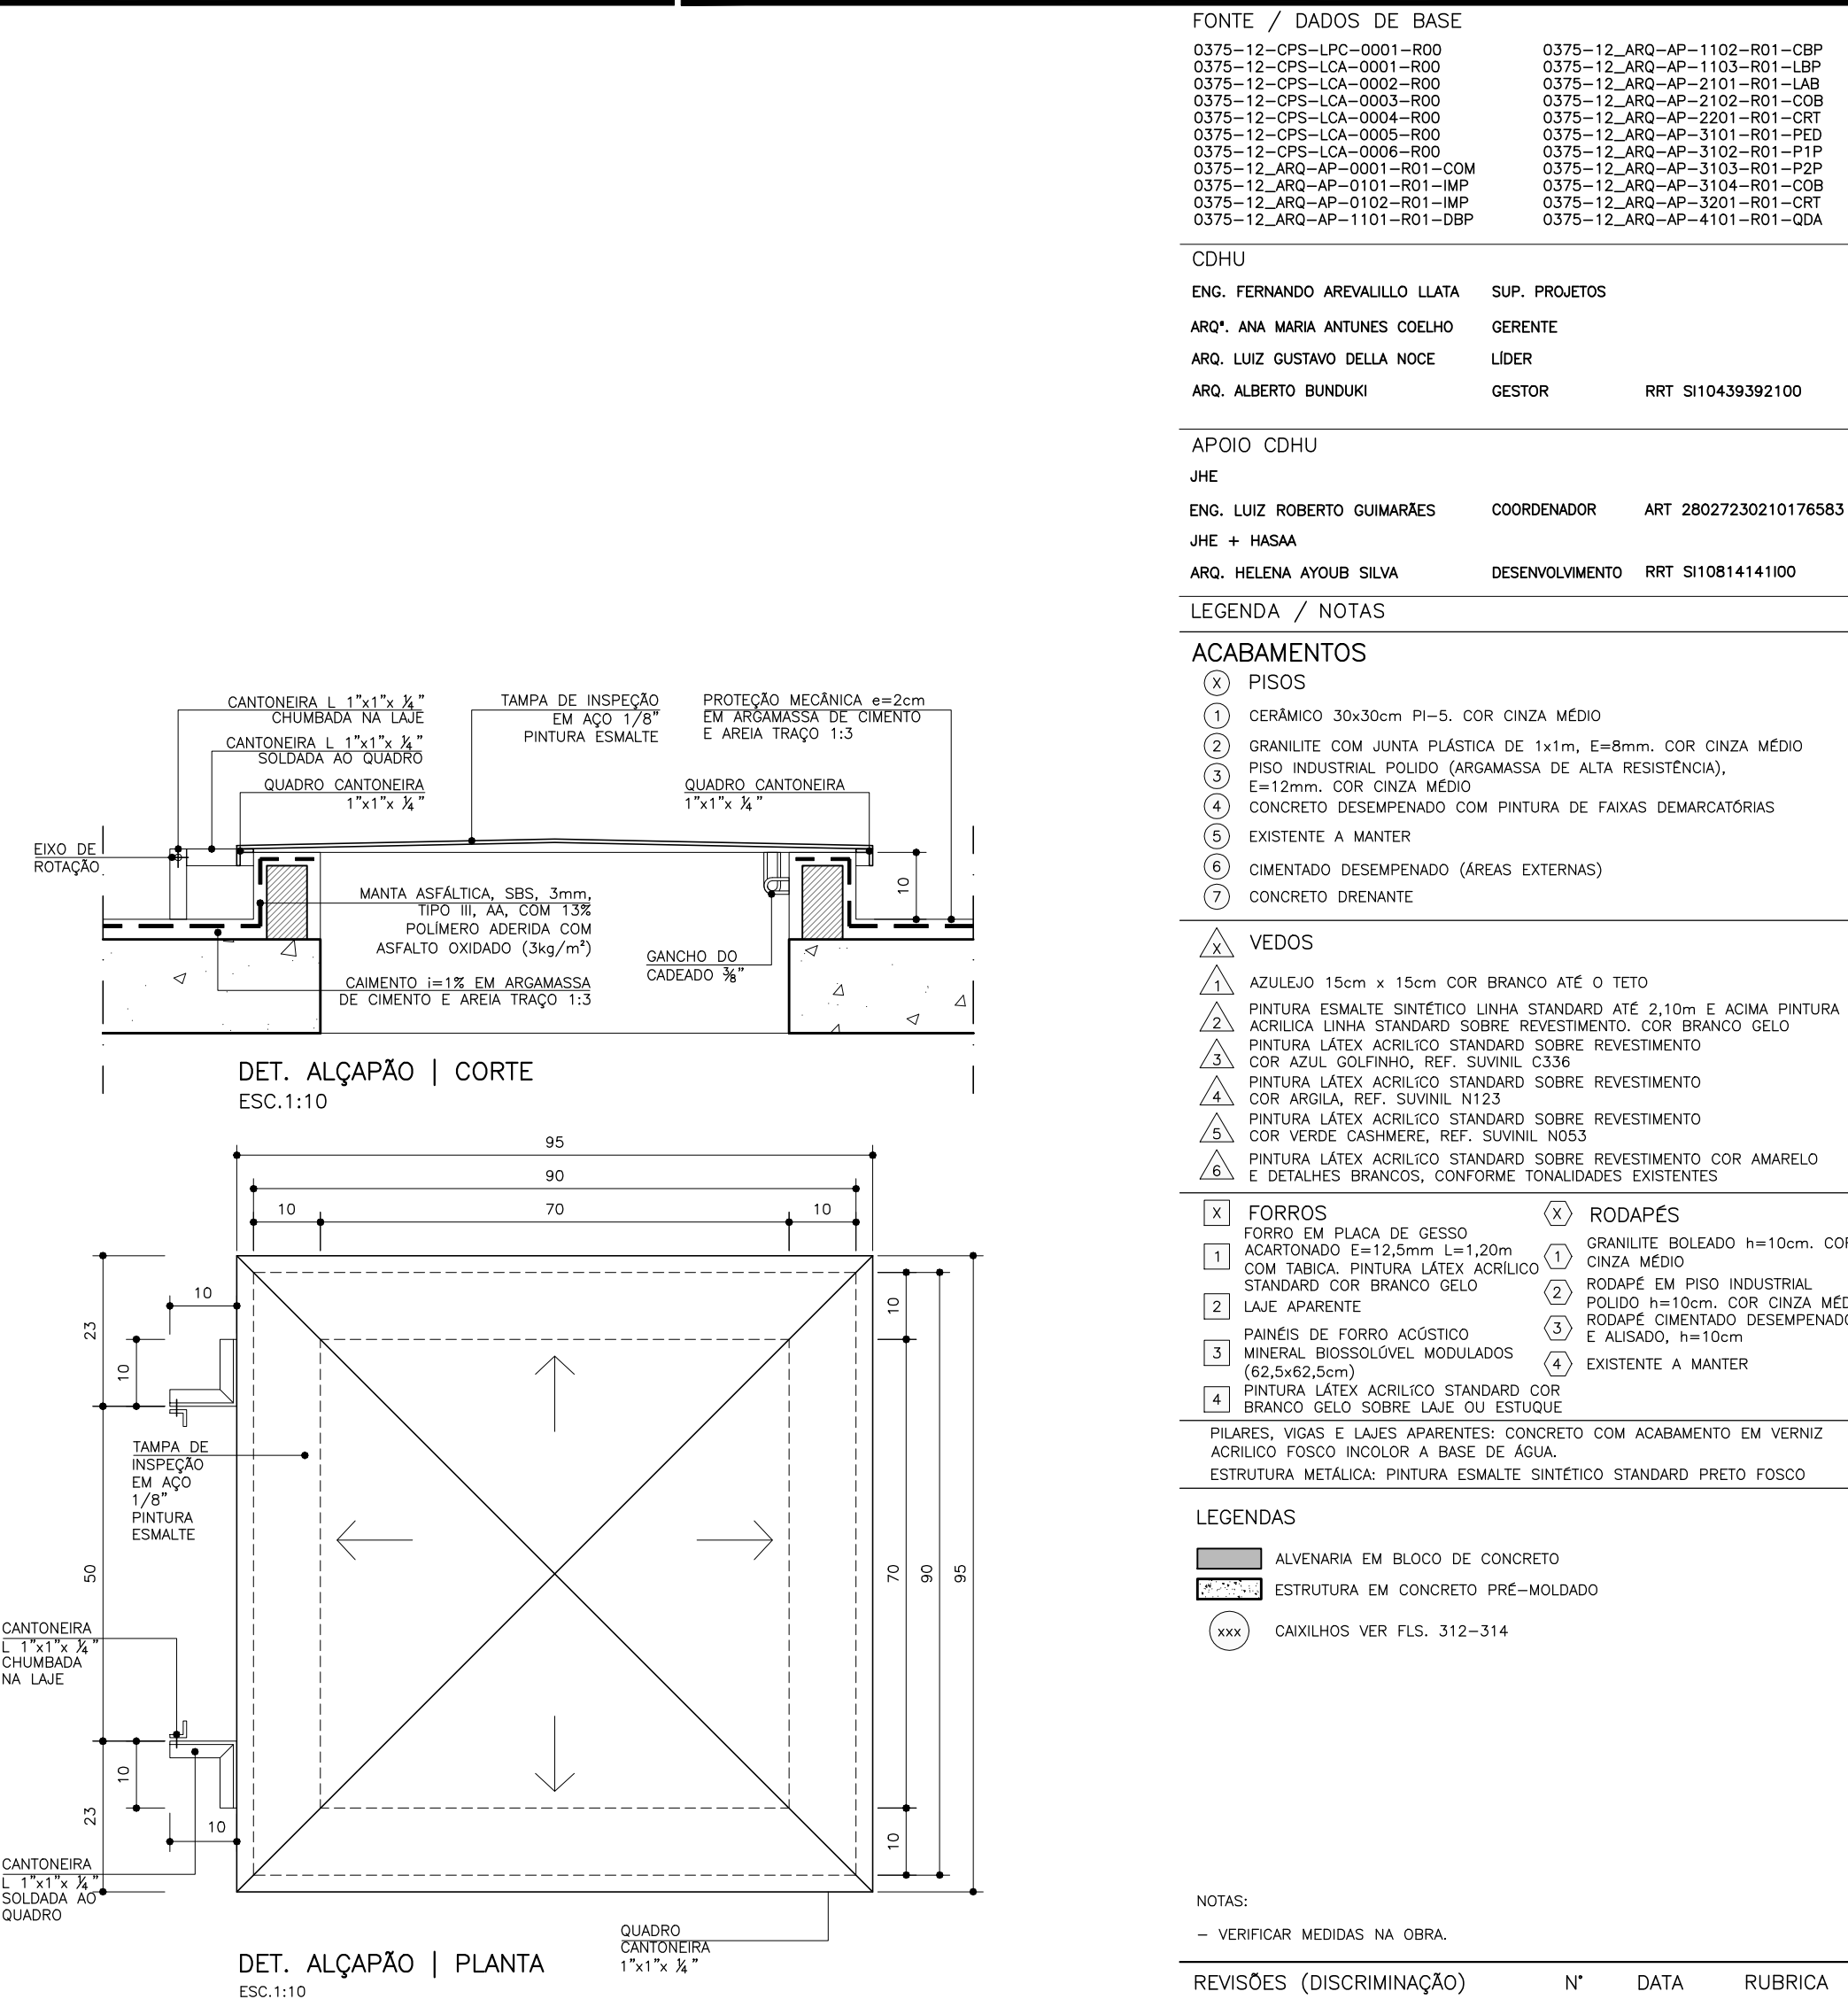 FONTE / DADOS DE BASE
0375-12-CPS-LPC-0001-R00
0375-12-CPS-LCA-0001-R00
0375-12-CPS-LCA-0002-R00
0375-12-CPS-LCA-0003-R00
0375-12-CPS-LCA-0004-R00
0375-12-CPS-LCA-0005-R00
0375-12-CPS-LCA-0006-R00
0375-12_ARQ-AP-0001-R01-COM
0375-12_ARQ-AP-0101-R01-IMP
0375-12_ARQ-AP-0102-R01-IMP
0375-12_ARQ-AP-1101-R01-DBP
0375-12_ARQ-AP-1102-R01-CBP
0375-12_ARQ-AP-1103-R01-LBP
0375-12_ARQ-AP-2101-R01-LAB
0375-12_ARQ-AP-2102-R01-COB
0375-12_ARQ-AP-2201-R01-CRT
0375-12_ARQ-AP-3101-R01-PED
0375-12_ARQ-AP-3102-R01-P1P
0375-12_ARQ-AP-3103-R01-P2P
0375-12_ARQ-AP-3104-R01-COB
0375-12_ARQ-AP-3201-R01-CRT
0375-12_ARQ-AP-4101-R01-QDA
CDHU
ENG. FERNANDO AREVALILLO LLATA SUP. PROJETOS
ARQª. ANA MARIA ANTUNES COELHO GERENTE
ARQ. LUIZ GUSTAVO DELLA NOCE LÍDER
ARQ. ALBERTO BUNDUKI GESTOR RRT SI10439392100
APOIO CDHU
JHE
ENG. LUIZ ROBERTO GUIMARÃES COORDENADOR ART 28027230210176583
JHE + HASAA
ARQ. HELENA AYOUB SILVA DESENVOLVIMENTO RRT SI10814141I00
LEGENDA / NOTAS
ACABAMENTOS
X PISOS
1 CERÂMICO 30x30cm PI-5. COR CINZA MÉDIO
2 GRANILITE COM JUNTA PLÁSTICA DE 1x1m, E=8mm. COR CINZA MÉDIO
3 PISO INDUSTRIAL POLIDO (ARGAMASSA DE ALTA RESISTÊNCIA),
E=12mm. COR CINZA MÉDIO
4 CONCRETO DESEMPENADO COM PINTURA DE FAIXAS DEMARCATÓRIAS
5 EXISTENTE A MANTER
6 CIMENTADO DESEMPENADO (ÁREAS EXTERNAS)
7 CONCRETO DRENANTE
X VEDOS
1 AZULEJO 15cm x 15cm COR BRANCO ATÉ O TETO
2 PINTURA ESMALTE SINTÉTICO LINHA STANDARD ATÉ 2,10m E ACIMA PINTURA
ACRILICA LINHA STANDARD SOBRE REVESTIMENTO. COR BRANCO GELO
3 PINTURA LÁTEX ACRILíCO STANDARD SOBRE REVESTIMENTO
COR AZUL GOLFINHO, REF. SUVINIL C336
4 PINTURA LÁTEX ACRILíCO STANDARD SOBRE REVESTIMENTO
COR ARGILA, REF. SUVINIL N123
5 PINTURA LÁTEX ACRILíCO STANDARD SOBRE REVESTIMENTO
COR VERDE CASHMERE, REF. SUVINIL N053
6 PINTURA LÁTEX ACRILíCO STANDARD SOBRE REVESTIMENTO COR AMARELO
E DETALHES BRANCOS, CONFORME TONALIDADES EXISTENTES
X FORROS
1 FORRO EM PLACA DE GESSO
ACARTONADO E=12,5mm L=1,20m
COM TABICA. PINTURA LÁTEX ACRÍLICO
STANDARD COR BRANCO GELO
2 LAJE APARENTE
3 PAINÉIS DE FORRO ACÚSTICO
MINERAL BIOSSOLÚVEL MODULADOS
(62,5x62,5cm)
4 PINTURA LÁTEX ACRILíCO STANDARD COR
BRANCO GELO SOBRE LAJE OU ESTUQUE
X RODAPÉS
1 GRANILITE BOLEADO h=10cm.
CINZA MÉDIO
2 RODAPÉ EM PISO INDUSTRIAL
POLIDO h=10cm. COR CINZA
3 RODAPÉ CIMENTADO
E ALISADO, h=10cm
4 EXISTENTE A MANTER
PILARES, VIGAS E LAJES APARENTES: CONCRETO COM ACABAMENTO EM VERNIZ
ACRILICO FOSCO INCOLOR A BASE DE ÁGUA.
ESTRUTURA METÁLICA: PINTURA ESMALTE SINTÉTICO STANDARD PRETO FOSCO
LEGENDAS
ALVENARIA EM BLOCO DE CONCRETO
ESTRUTURA EM CONCRETO PRÉ-MOLDADO
xxx CAIXILHOS VER FLS. 312-314
NOTAS:
- VERIFICAR MEDIDAS NA OBRA.
REVISÕES (DISCRIMINAÇÃO) N° DATA RUBRICA
CANTONEIRA L 1"x1"x ¼"
CHUMBADA NA LAJE
CANTONEIRA L 1"x1"x ¼"
SOLDADA AO QUADRO
QUADRO CANTONEIRA
1"x1"x ¼"
TAMPA DE INSPEÇÃO
EM AÇO 1/8"
PINTURA ESMALTE
PROTEÇÃO MECÂNICA e=2cm
EM ARGAMASSA DE CIMENTO
E AREIA TRAÇO 1:3
QUADRO CANTONEIRA
1"x1"x ¼"
EIXO DE
ROTAÇÃO
10
MANTA ASFÁLTICA, SBS, 3mm,
TIPO III, AA, COM 13%
POLÍMERO ADERIDA COM
ASFALTO OXIDADO (3kg/m²)
GANCHO DO
CADEADO ⅜"
CAIMENTO i=1% EM ARGAMASSA
DE CIMENTO E AREIA TRAÇO 1:3
DET. ALÇAPÃO | CORTE
ESC.1:10
95
90
10 70 10
10
23
10
10
TAMPA DE
INSPEÇÃO
EM AÇO
1/8"
PINTURA
ESMALTE
50
70 90 95
CANTONEIRA
L 1"x1"x ¼"
CHUMBADA
NA LAJE
10
23
10
10
CANTONEIRA
L 1"x1"x ¼"
SOLDADA AO
QUADRO
QUADRO
CANTONEIRA
1"x1"x ¼"
DET. ALÇAPÃO | PLANTA
ESC.1:10